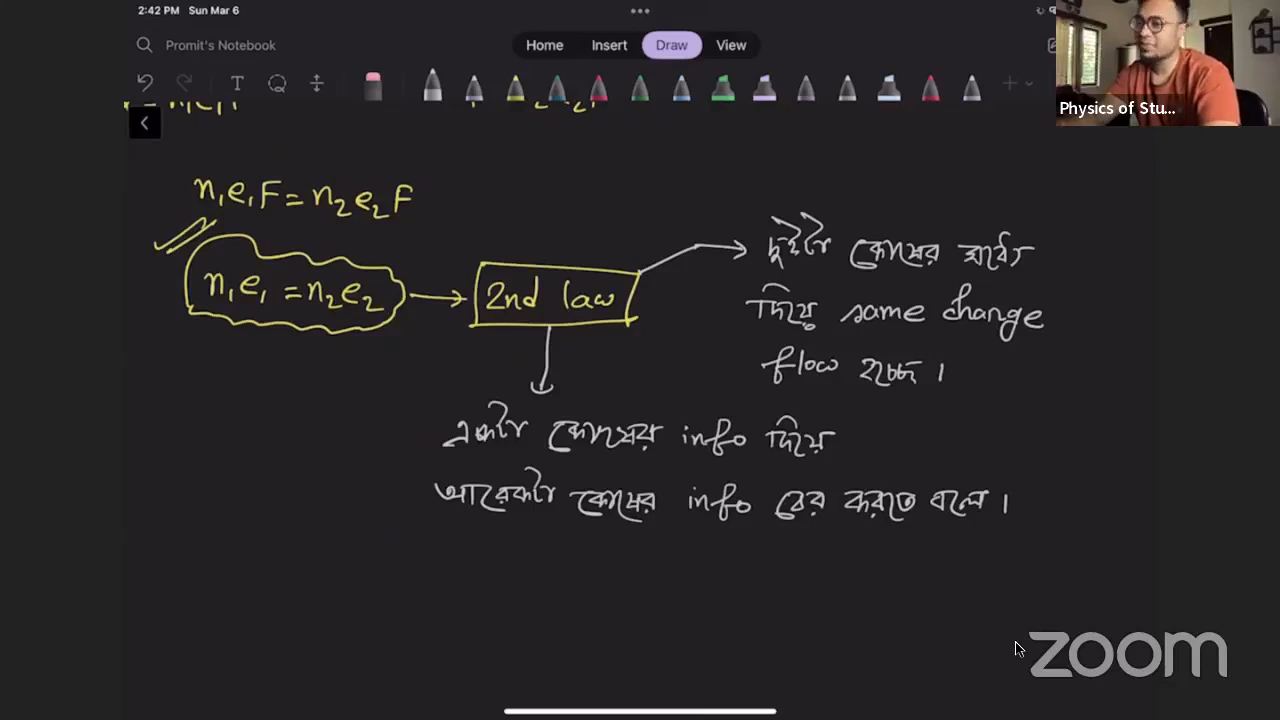 2:42 PM Sun Mar 6
Promit's Notebook
Home Insert Draw View
Physics of Stu...
n₁e₁F = n₂e₂F
n₁e₁ = n₂e₂
2nd law
দুইটা কোষের মধ্যে
দিয়ে same change
flow হচ্ছে।
একটা কোষের info দিয়ে
আরেকটা কোষের info বের করতে বলে।
zoom